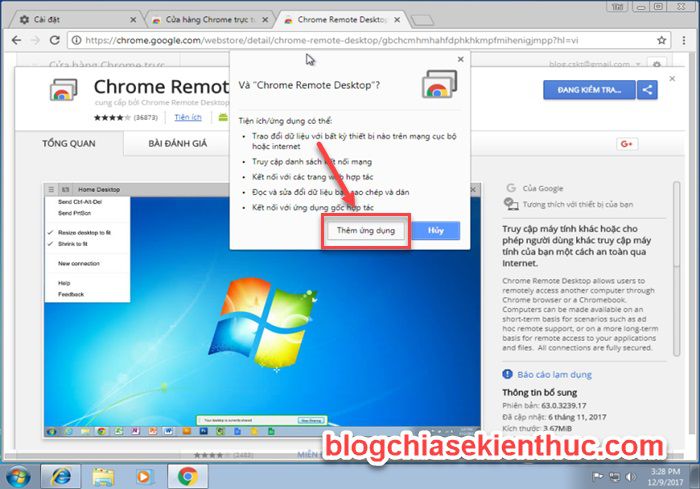 Cài đặt
Cửa hàng Chrome trực t
Chrome Remote Desktop
https://chrome.google.com/webstore/detail/chrome-remote-desktop/gbchcmhmhahfdphkhkmpfmihenigjmpp?hl=vi
Cửa hàng Chrome trực
blog.cskt@gmail.com
Chrome Remote
cung cấp bởi Chrome Remote Desktop
(36873)
Tiện ích
ĐANG KIỂM TRA...
TỔNG QUAN
BÀI ĐÁNH GIÁ
Và "Chrome Remote Desktop"?
Tiện ích/ứng dụng có thể:
Trao đổi dữ liệu với bất kỳ thiết bị nào trên mạng cục bộ
hoặc internet
Truy cập danh sách kết nối mạng
Kết nối với các trang web hợp tác
Đọc và sửa đổi dữ liệu bạn sao chép và dán
Kết nối với ứng dụng gốc hợp tác
Thêm ứng dụng
Hủy
Home Desktop
Send Ctrl-Alt-Del
Send PrtScn
Resize desktop to fit
Shrink to fit
New connection
Help
Feedback
Your desktop is currently shared
Stop Sharing
G+
Của Google
Tương thích với thiết bị của bạn
Truy cập máy tính khác hoặc cho
phép người dùng khác truy cập máy
tính của bạn một cách an toàn qua
Internet.
Chrome Remote Desktop allows users to
remotely access another computer through
Chrome browser or a Chromebook.
Computers can be made available on an
short-term basis for scenarios such as ad
hoc remote support, or on a more long-term
basis for remote access to your applications
and files. All connections are fully secured.
Báo cáo lạm dụng
Thông tin bổ sung
Phiên bản: 63.0.3239.17
Đã cập nhật: 6 tháng 11, 2017
Kích thước: 3.67MiB
(2483)
blogchiasekienthuc.com
3:28 PM
12/9/2017